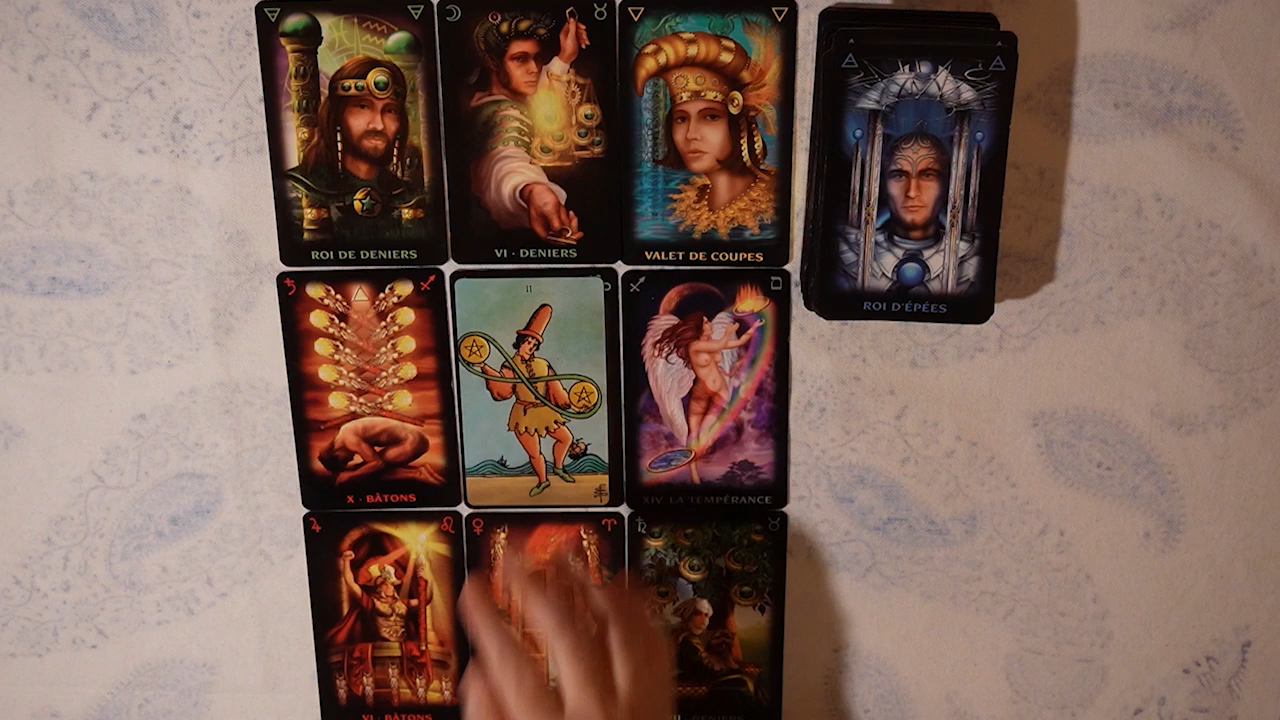 ROI DE DENIERS
VI · DENIERS
VALET DE COUPES
ROI D'ÉPÉES
X · BÂTONS
II
XIV LA TEMPÉRANCE
VI · BÂTONS